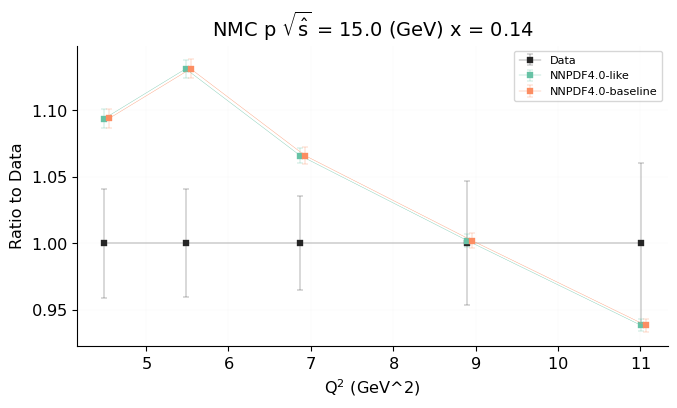 NMC p √ŝ = 15.0 (GeV) x = 0.14
Data
NNPDF4.0-like
NNPDF4.0-baseline
Ratio to Data
1.10
1.05
1.00
0.95
5 6 7 8 9 10 11
Q² (GeV^2)